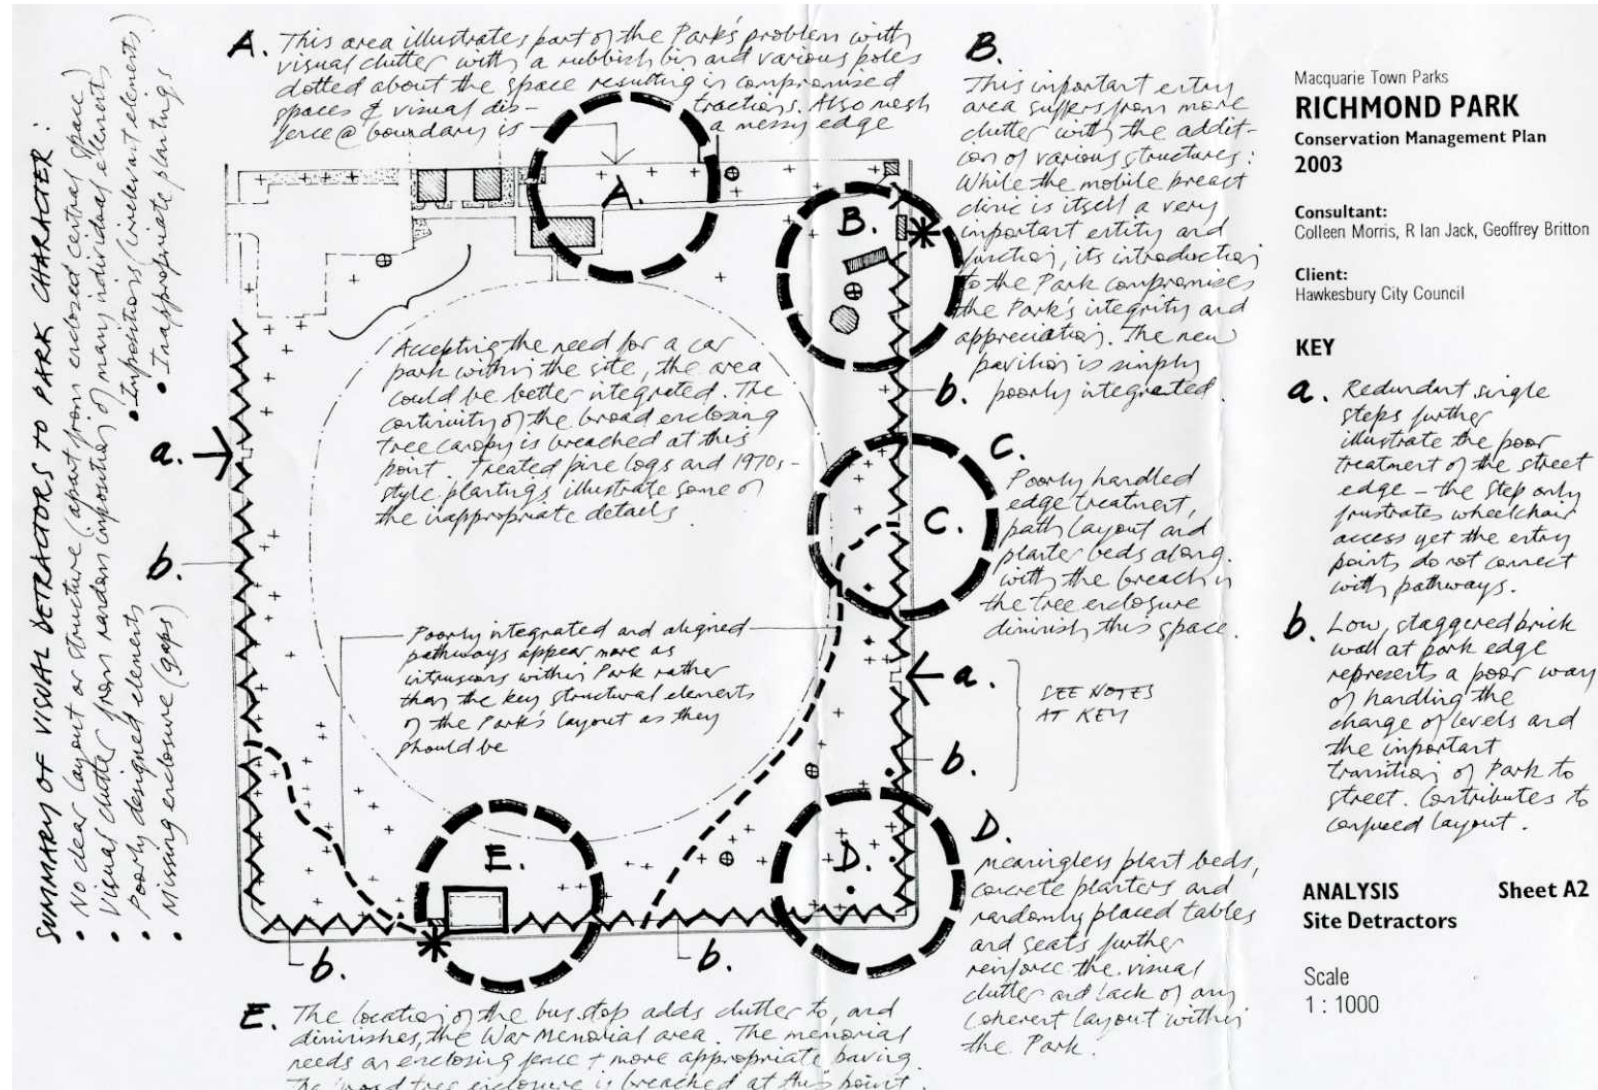 SUMMARY OF VISUAL DETRACTORS TO PARK CHARACTER :
• No clear layout or structure (apart from enclosed central space)
• Visual clutter from random imposition of many individual elements
• Poorly designed elements
• Impositions/irrelevant elements
• Missing enclosure (gaps)
• Inappropriate plantings
A. This area illustrates part of the Park's problem with
visual clutter with a rubbish bin and various poles
dotted about the space resulting in compromised
spaces & visual dis- tractions. Also mesh
fence @ boundary is a messy edge
A.
B.
This important entry
area suffers from more
clutter with the addit-
ion of various structures:
While the mobile breast
clinic is itself a very
important entity and
function, its introduction
to the Park compromises
the Park's integrity and
appreciation. The new
pavilion is simply
poorly integrated.
B.
Accepting the need for a car
park within the site, the area
could be better integrated. The
continuity of the broad enclosing
tree canopy is breached at this
point. Treated pine logs and 1970s-
style plantings illustrate some of
the inappropriate details
b.
a.
b.
C.
Poorly handled
edge treatment,
path layout and
planter beds along
with the breach in
the tree enclosure
diminish this space.
C.
Poorly integrated and aligned
pathways appear more as
intrusions within Park rather
than the key structural elements
of the Park's layout as they
should be
a.
SEE NOTES
AT KEY
b.
D.
Meaningless plant beds,
concrete planters and
randomly placed tables
and seats further
reinforce the visual
clutter and lack of any
coherent layout within
the Park.
D.
E.
b.
b.
E. The location of the bus stop adds clutter to, and
diminishes, the War Memorial area. The memorial
needs an enclosing fence + more appropriate paving.
The broad tree enclosure is breached at this point.
Macquarie Town Parks
RICHMOND PARK
Conservation Management Plan
2003
Consultant:
Colleen Morris, R Ian Jack, Geoffrey Britton
Client:
Hawkesbury City Council
KEY
a. Redundant single
steps further
illustrate the poor
treatment of the street
edge – the step only
frustrates wheelchair
access yet the entry
points do not connect
with pathways.
b. Low, staggered brick
wall at park edge
represents a poor way
of handling the
change of levels and
the important
transition of Park to
street. Contributes to
confused layout.
ANALYSIS Sheet A2
Site Detractors
Scale
1 : 1000